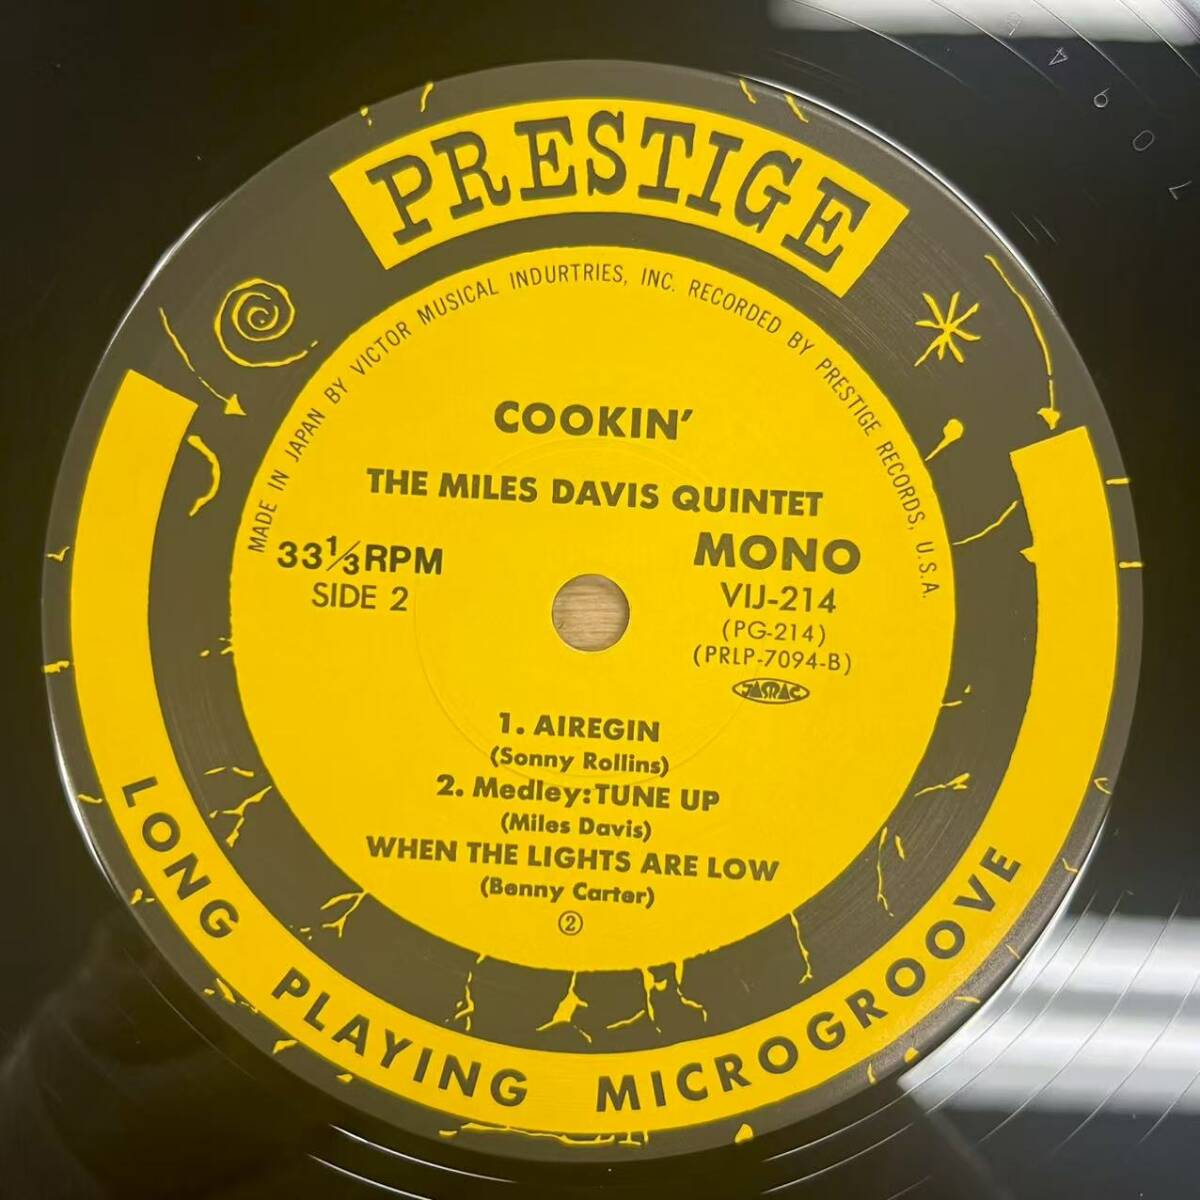 PRESTIGE
MADE IN JAPAN BY VICTOR MUSICAL INDURTRIES, INC. RECORDED BY PRESTIGE RECORDS, U.S.A.
COOKIN'
THE MILES DAVIS QUINTET
33⅓RPM
SIDE 2
MONO
VIJ-214
(PG-214)
(PRLP-7094-B)
JASRAC
1. AIREGIN
(Sonny Rollins)
2. Medley:TUNE UP
(Miles Davis)
WHEN THE LIGHTS ARE LOW
(Benny Carter)
②
LONG PLAYING MICROGROOVE